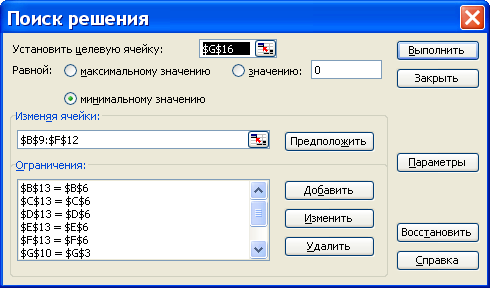 Поиск решения
Установить целевую ячейку: $G$16 Выполнить
Равной: максимальному значению значению: 0 Закрыть
минимальному значению
Изменяя ячейки:
$B$9:$F$12 Предположить
Ограничения: Параметры
$B$13 = $B$6 Добавить
$C$13 = $C$6
$D$13 = $D$6 Изменить
$E$13 = $E$6 Восстановить
$F$13 = $F$6 Удалить
$G$10 = $G$3 Справка